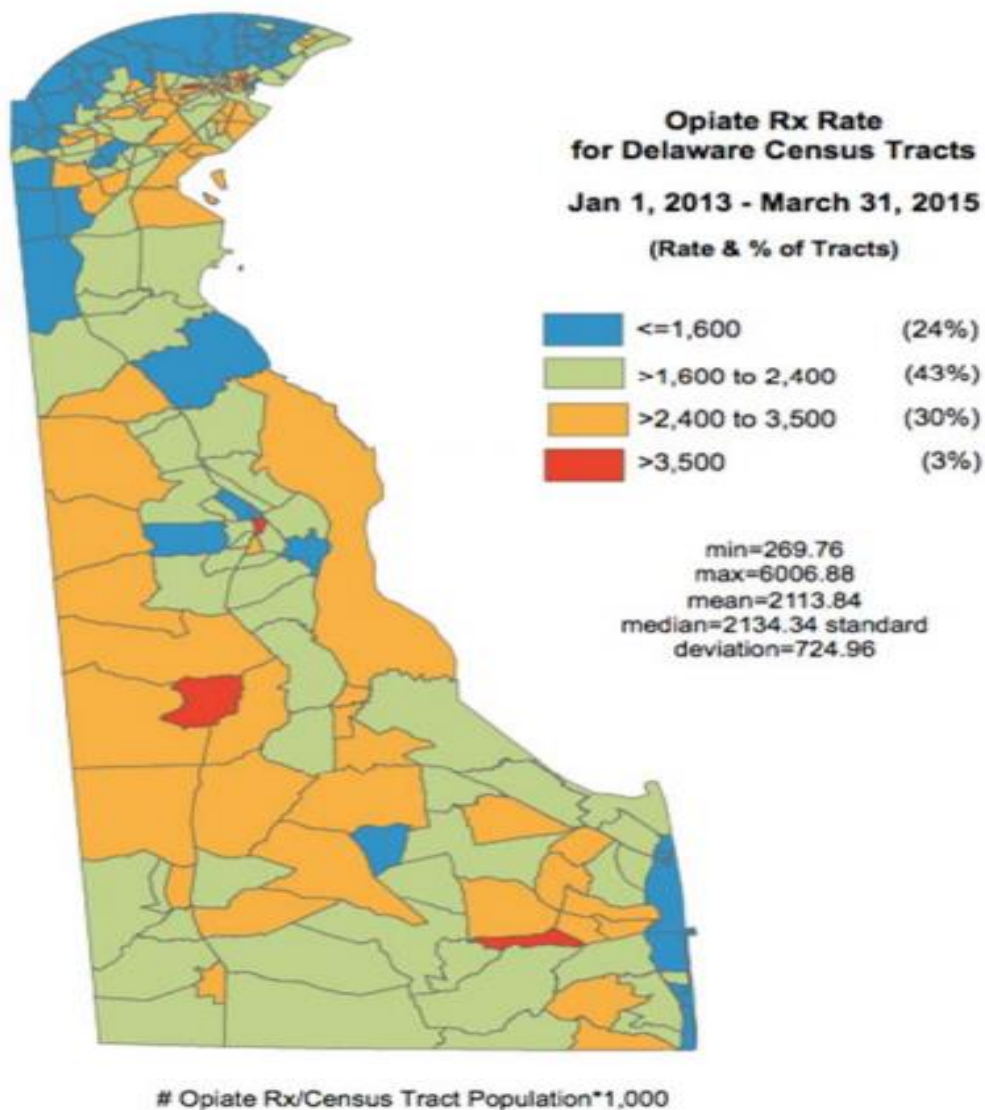 Opiate Rx Rate
for Delaware Census Tracts
Jan 1, 2013 - March 31, 2015
(Rate & % of Tracts)
<=1,600 (24%)
>1,600 to 2,400 (43%)
>2,400 to 3,500 (30%)
>3,500 (3%)
min=269.76
max=6006.88
mean=2113.84
median=2134.34 standard
deviation=724.96
# Opiate Rx/Census Tract Population*1,000